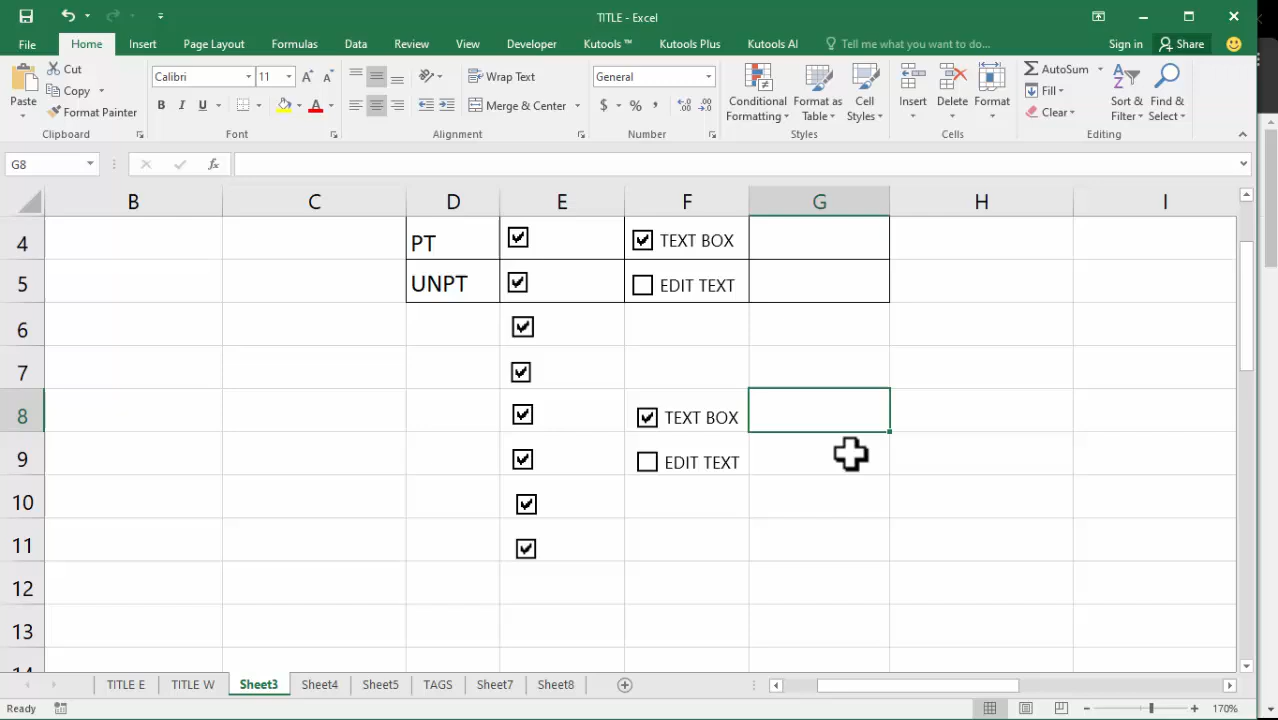 TITLE - Excel
File Home Insert Page Layout Formulas Data Review View Developer Kutools ™ Kutools Plus Kutools AI Tell me what you want to do... Sign in Share
Paste Cut Copy Format Painter Clipboard
Calibri 11 B I U A Font
Wrap Text Merge & Center Alignment
General $ % , Number
Conditional Formatting Format as Table Cell Styles Styles
Insert Delete Format Cells
AutoSum Fill Clear Sort & Filter Find & Select Editing
G8 fx
B C D E F G H I
4 PT TEXT BOX
5 UNPT EDIT TEXT
6
7
8 TEXT BOX
9 EDIT TEXT
10
11
12
13
14
TITLE E TITLE W Sheet3 Sheet4 Sheet5 TAGS Sheet7 Sheet8
Ready 170%